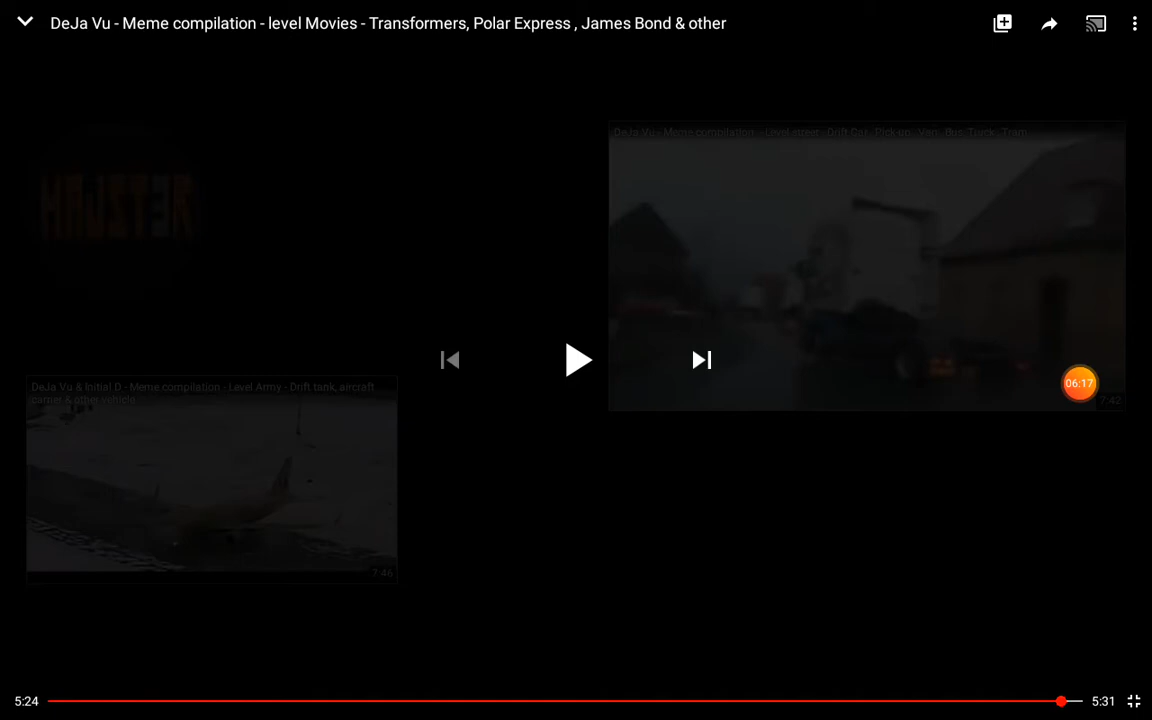 DeJa Vu - Meme compilation - level Movies - Transformers, Polar Express , James Bond & other
DeJa Vu - Meme compilation - Level street - Drift Car , Pick-up , Van , Bus, Truck , Tram
HAJSTER
06:17
7:42
DeJa Vu & Initial D - Meme compilation - Level Army - Drift tank, aircraft
carrier & other vehicle
7:46
5:24
5:31